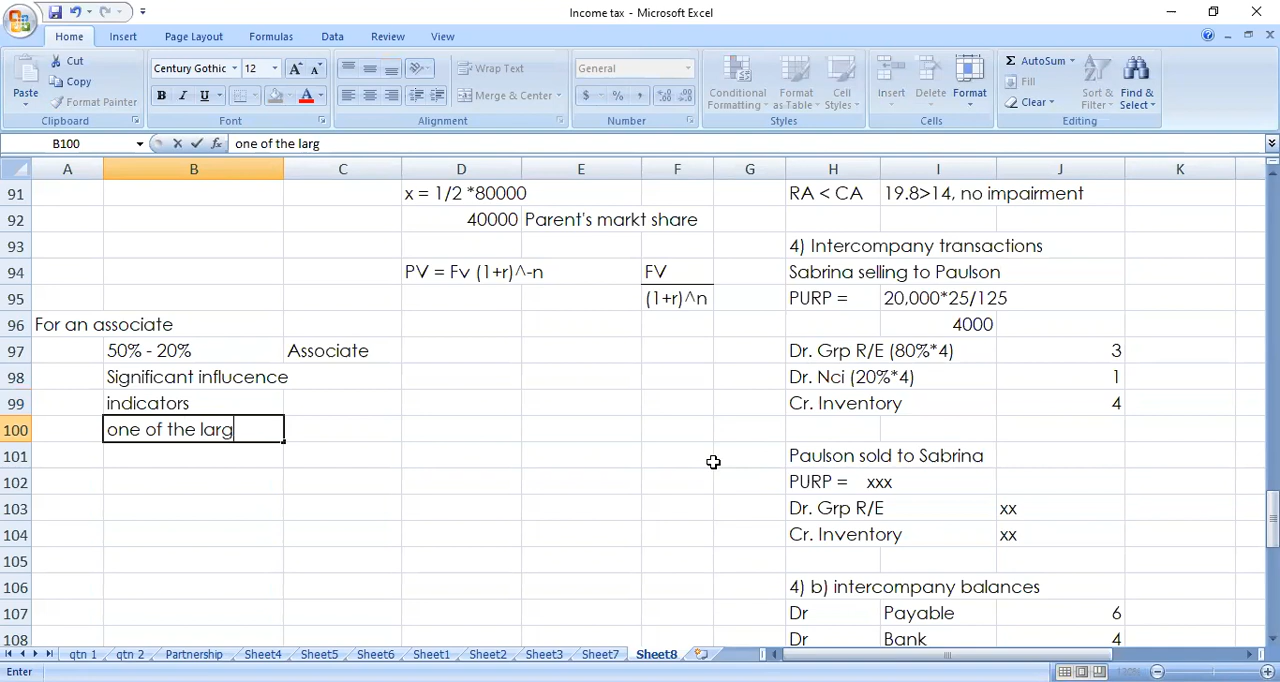 Income tax - Microsoft Excel
Home Insert Page Layout Formulas Data Review View
Paste Cut Copy Format Painter Clipboard
Century Gothic 12 A A B I U A Font
Wrap Text Merge & Center Alignment
General $ % , Number
Conditional Formatting Format as Table Cell Styles Styles
Insert Delete Format Cells
Σ AutoSum Fill Clear Sort & Filter Find & Select Editing
B100 fx one of the larg
A B C D E F G H I J K
91 x = 1/2 *80000 RA < CA 19.8>14, no impairment
92 40000 Parent's markt share
93 4) Intercompany transactions
94 PV = Fv (1+r)^-n FV Sabrina selling to Paulson
95 (1+r)^n PURP = 20,000*25/125
96 For an associate 4000
97 50% - 20% Associate Dr. Grp R/E (80%*4) 3
98 Significant influcence Dr. Nci (20%*4) 1
99 indicators Cr. Inventory 4
100 one of the larg
101 Paulson sold to Sabrina
102 PURP = xxx
103 Dr. Grp R/E xx
104 Cr. Inventory xx
105
106 4) b) intercompany balances
107 Dr Payable 6
108 Dr Bank 4
qtn 1 qtn 2 Partnership Sheet4 Sheet5 Sheet6 Sheet1 Sheet2 Sheet3 Sheet7 Sheet8
Enter